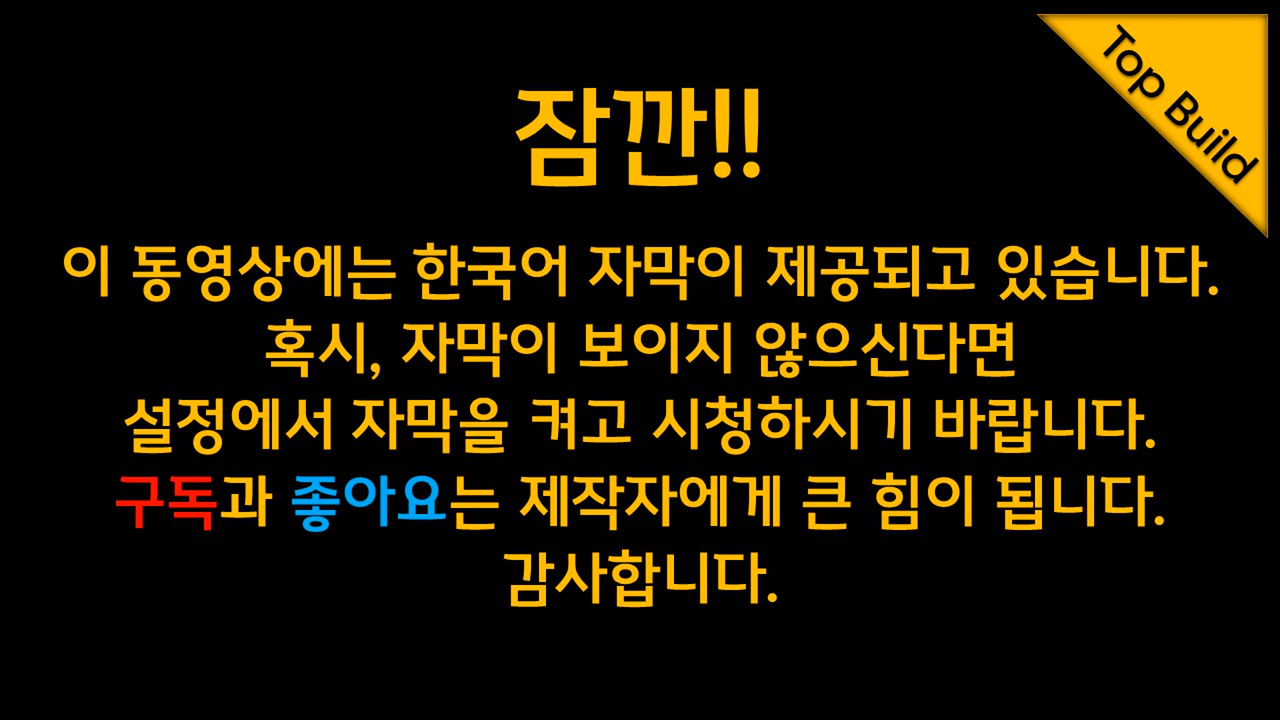 Top Build
잠깐!!
이 동영상에는 한국어 자막이 제공되고 있습니다.
혹시, 자막이 보이지 않으신다면
설정에서 자막을 켜고 시청하시기 바랍니다.
구독과 좋아요는 제작자에게 큰 힘이 됩니다.
감사합니다.